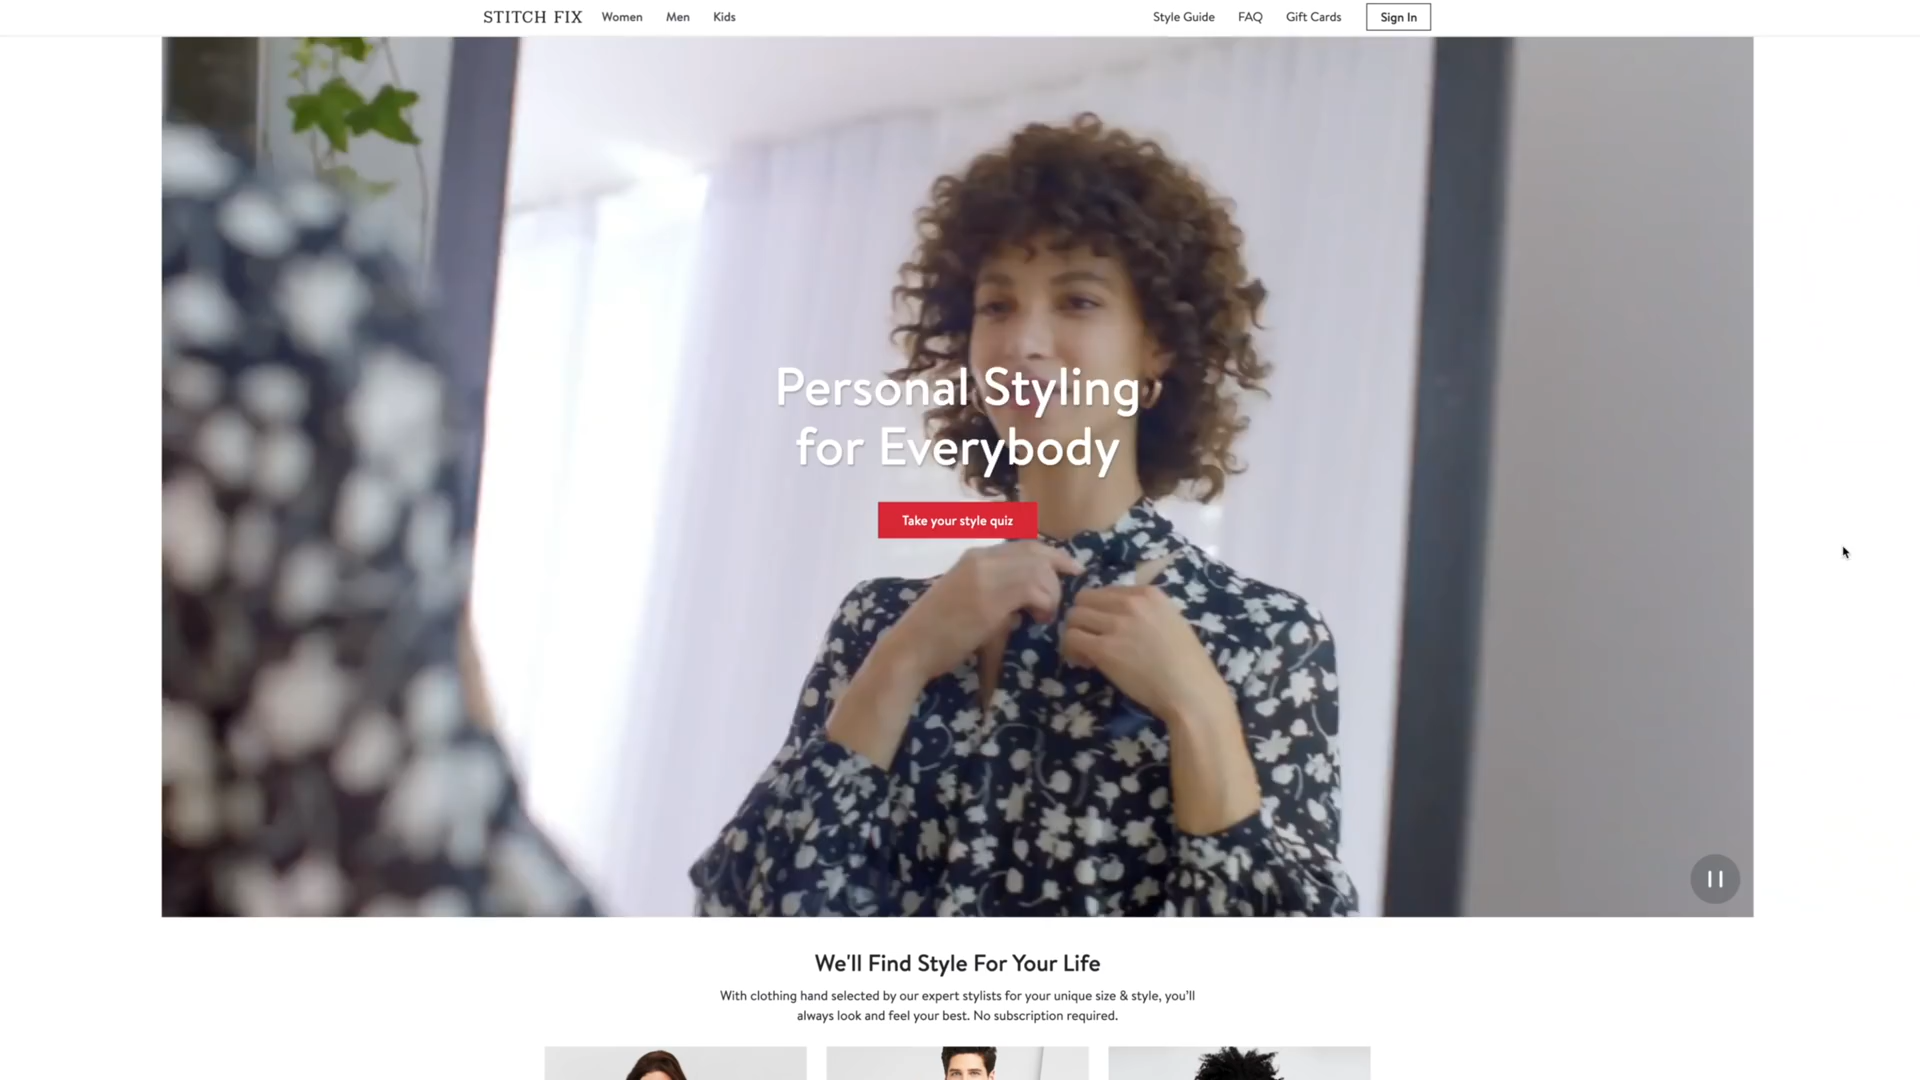 STITCH FIX Women Men Kids Style Guide FAQ Gift Cards Sign In
Personal Styling
for Everybody
Take your style quiz
We'll Find Style For Your Life
With clothing hand selected by our expert stylists for your unique size & style, you'll
always look and feel your best. No subscription required.